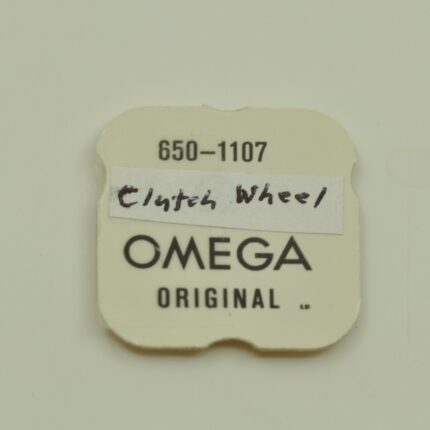 650-1107
Clutch Wheel
OMEGA
ORIGINAL